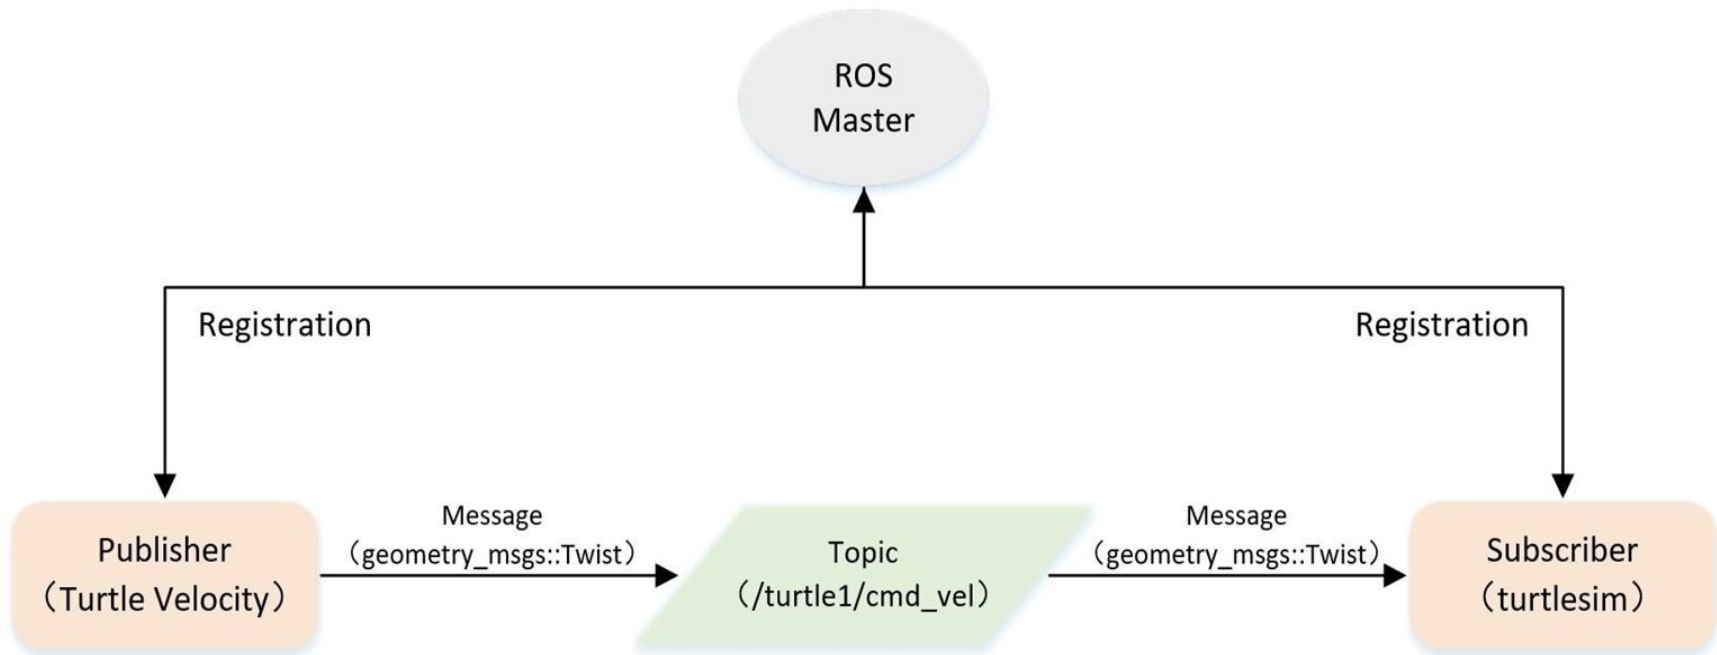 ROS
Master
Registration
Registration
Message
（geometry_msgs::Twist）
Message
（geometry_msgs::Twist）
Publisher
（Turtle Velocity）
Topic
（/turtle1/cmd_vel）
Subscriber
（turtlesim）